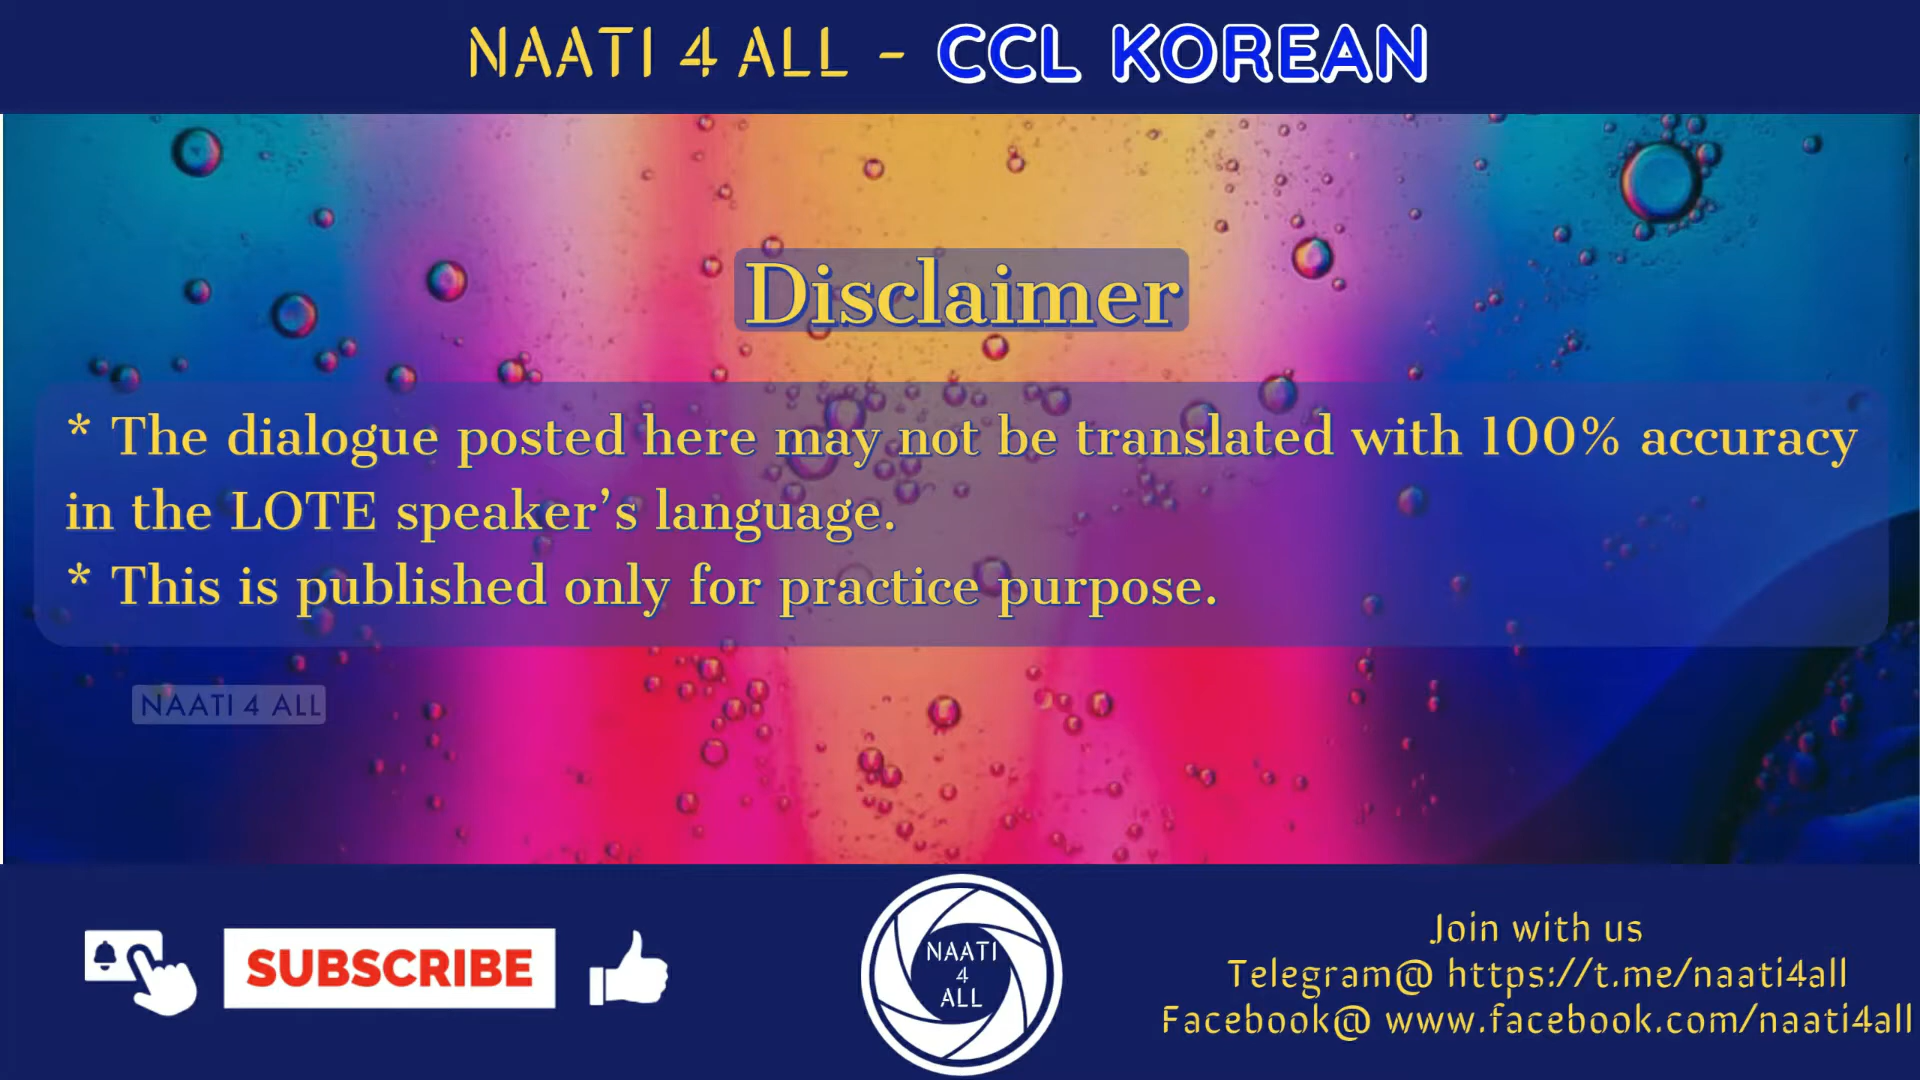 NAATI 4 ALL - CCL KOREAN
Disclaimer
* The dialogue posted here may not be translated with 100% accuracy
in the LOTE speaker's language.
* This is published only for practice purpose.
NAATI 4 ALL
SUBSCRIBE
NAATI
4
ALL
Join with us
Telegram@ https://t.me/naati4all
Facebook@ www.facebook.com/naati4all